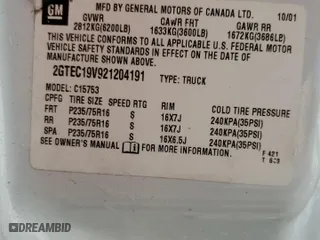 GM
MFD BY GENERAL MOTORS OF CANADA LTD. 10/01
GVWR GAWR FRT GAWR RR
2812KG(6200LB) 1633KG(3600LB) 1672KG(3686LB)
THIS VEHICLE CONFORMS TO ALL APPLICABLE U.S. FEDERAL MOTOR
VEHICLE SAFETY STANDARDS IN EFFECT ON THE DATE OF
MANUFACTURE SHOWN ABOVE.
2GTEC19V921204191 TYPE: TRUCK
MODEL: C15753
CPFG TIRE SIZE SPEED RTG RIM COLD TIRE PRESSURE
FRT P235/75R16 S 16X7J 240KPA(35PSI)
RR P235/75R16 S 16X7J 240KPA(35PSI)
SPA P235/75R16 S 16X6.5J 240KPA(35PSI)
SEE OWNER'S MANUAL FOR ADDITIONAL INFORMATION.
F 421
DREAMBID